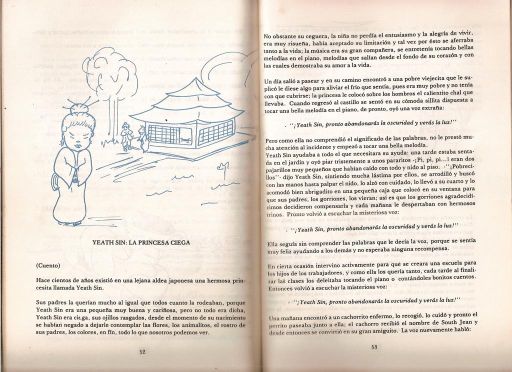 YEATH SIN: LA PRINCESA CIEGA
(Cuento)
Hace cientos de años existió en una lejana aldea japonesa una hermosa prin-
cesita llamada Yeath Sin.
Sus padres la querían mucho al igual que todos cuanto la rodeaban, porque
Yeath Sin era una pequeña muy buena y cariñosa, pero no todo era dicha,
Yeath Sin era ciega, sus ojillos rasgados, desde el momento de su nacimiento
se habían negado a dejarle contemplar las flores, los animalitos, el rostro de
sus padres, los colores, en fin, todo lo que nosotros podemos ver.
52
No obstante su ceguera, la niña no perdía el entusiasmo y la alegría de vivir,
era muy risueña, había aceptado su limitación y tal vez por ésto se aferraba
tanto a la vida; la música era su gran compañera, se entretenía tocando bellas
melodías en el piano, melodías que salían desde el fondo de su corazón y con
las cuales demostraba su amor a la vida.
Un día salió a pasear y en su camino encontró a una pobre viejecita que le su-
plicó le diese algo para aliviar el frío que sentía, pues era muy pobre y no tenía
con que cubrirse; la princesa le colocó sobre los hombros el calientito chal que
llevaba. Cuando regresó al castillo se sentó en su cómoda sillita dispuesta a
tocar una bella melodía en el piano, de pronto, oyó una voz extraña:
. "¡Yeath Sin, pronto abandonarás la oscuridad y verás la luz!"
Pero como ella no comprendió el significado de las palabras, no le prestó mu-
cha atención al incidente y empezó a tocar una bella melodía.
Yeath Sin ayudaba a todo el que necesitara su ayuda; una tarde estaba senta-
da en el jardín y oyó piar tristemente a unos pajaritos -¡Pi, pi, pi...! eran dos
pajarillos muy pequeños que habían caído con todo y nido al piso. -"¡Pobreci-
llos"- dijo Yeath Sin, sintiendo mucha lástima por ellos, se arrodilló y buscó
con las manos hasta palpar el nido, lo alzó con cuidado, lo llevó a su cuarto y lo
acomodó bien abrigadito en una pequeña caja que colocó en su ventana para
que sus padres, los gorriones, los vieran; así es que los gorriones agradeci-
dísimos decidieron compensarla y cada mañana le despertaban con hermosos
trinos. Pronto volvió a escuchar la misteriosa voz:
. "¡Yeath Sin, pronto abandonarás la oscuridad y verás la luz!"
Ella seguía sin comprender las palabras que le decía la voz, porque se sentía
muy feliz ayudando a los demás y no esperaba ninguna recompensa.
En cierta ocasión intervino activamente para que se creara una escuela para
los hijos de los trabajadores, y como ella los quería tanto, cada tarde al finali-
zar las clases los deleitaba tocando el piano o contándoles bonitos cuentos.
Entonces volvió a escuchar la misteriosa voz:
"¡Yeath Sin, pronto abandonarás la oscuridad y verás la luz!"
Una mañana encontró a un cachorrito enfermo, lo recogió, lo cuidó y pronto el
perrito paseaba junto a ella; el cachorro recibió el nombre de South Jean y
desde entonces se convirtió en su gran amiguito. La voz nuevamente habló:
53